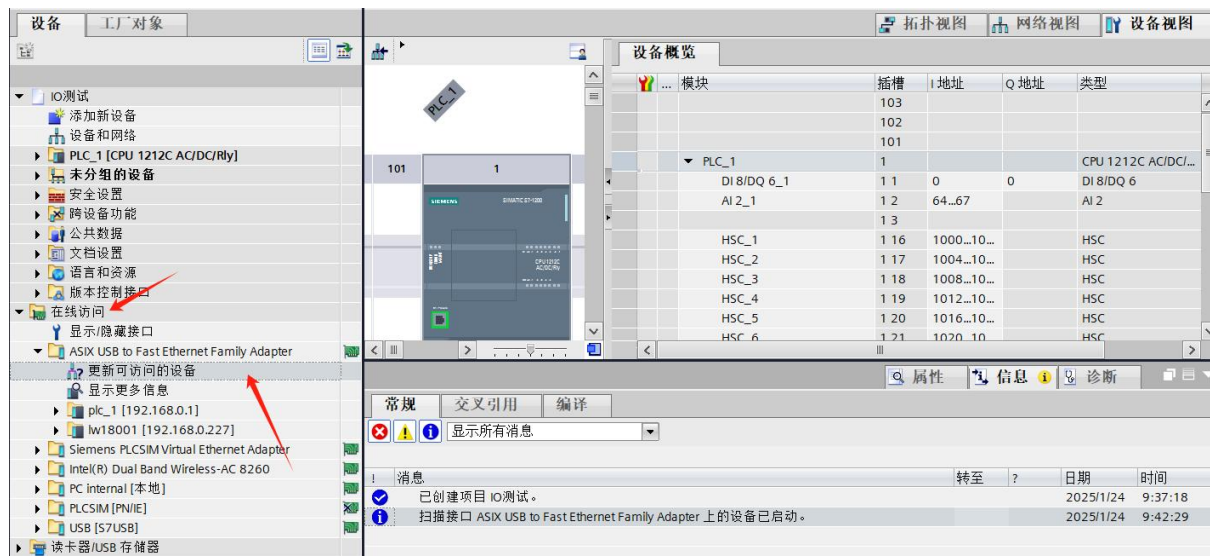 设备 工厂对象
IO测试
添加新设备
设备和网络
PLC_1 [CPU 1212C AC/DC/Rly]
未分组的设备
安全设置
跨设备功能
公共数据
文档设置
语言和资源
版本控制接口
在线访问
显示/隐藏接口
ASIX USB to Fast Ethernet Family Adapter
更新可访问的设备
显示更多信息
plc_1 [192.168.0.1]
lw18001 [192.168.0.227]
Siemens PLCSIM Virtual Ethernet Adapter
Intel(R) Dual Band Wireless-AC 8260
PC internal [本地]
PLCSIM [PN/IE]
USB [S7USB]
读卡器/USB 存储器
拓扑视图 网络视图 设备视图
PLC_1
101 1
SIEMENS SIMATIC S7-1200
CPU 1212C
AC/DC/Rly
设备概览
... 模块 插槽 I 地址 Q 地址 类型
103
102
101
PLC_1 1 CPU 1212C AC/DC/...
DI 8/DQ 6_1 1 1 0 0 DI 8/DQ 6
AI 2_1 1 2 64...67 AI 2
1 3
HSC_1 1 16 1000...10... HSC
HSC_2 1 17 1004...10... HSC
HSC_3 1 18 1008...10... HSC
HSC_4 1 19 1012...10... HSC
HSC_5 1 20 1016...10... HSC
HSC_6 1 21 1020...10... HSC
属性 信息 诊断
常规 交叉引用 编译
显示所有消息
! 消息 转至 ? 日期 时间
已创建项目 IO测试。 2025/1/24 9:37:18
扫描接口 ASIX USB to Fast Ethernet Family Adapter 上的设备已启动。 2025/1/24 9:42:29